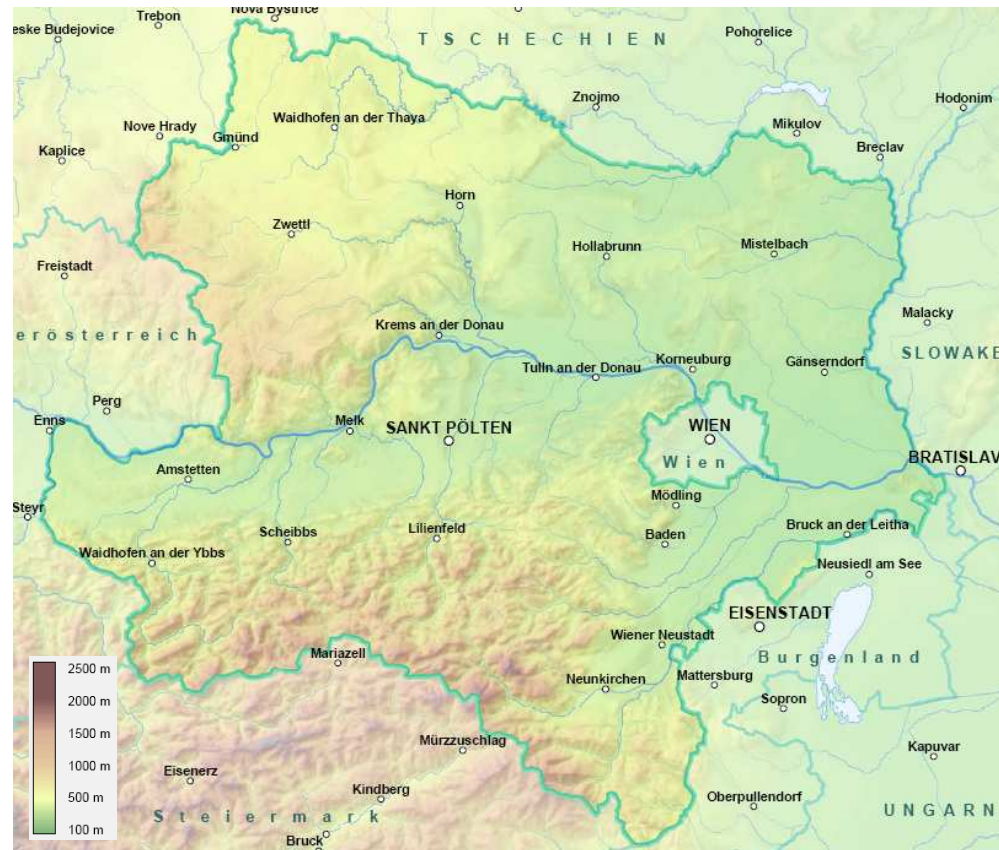 Nova Bystrice
Trebon
eske Budejovice
TSCHECHIEN
Pohorelice
Znojmo
Hodonim
Nove Hrady
Waidhofen an der Thaya
Gmünd
Mikulov
Breclav
Kaplice
Horn
Zwettl
Hollabrunn
Mistelbach
Freistadt
Malacky
erösterreich
Krems an der Donau
SLOWAKE
Tulln an der Donau
Korneuburg
Gänserndorf
Perg
Enns
Melk
SANKT PÖLTEN
WIEN
Wien
BRATISLAV
Amstetten
Mödling
Steyr
Scheibbs
Lilienfeld
Baden
Bruck an der Leitha
Waidhofen an der Ybbs
Neusiedl am See
EISENSTADT
Wiener Neustadt
Mariazell
Burgenland
Neunkirchen
Mattersburg
Sopron
Mürzzuschlag
Kapuvar
Eisenerz
Kindberg
Oberpullendorf
Steiermark
UNGARN
Bruck
2500 m
2000 m
1500 m
1000 m
500 m
100 m